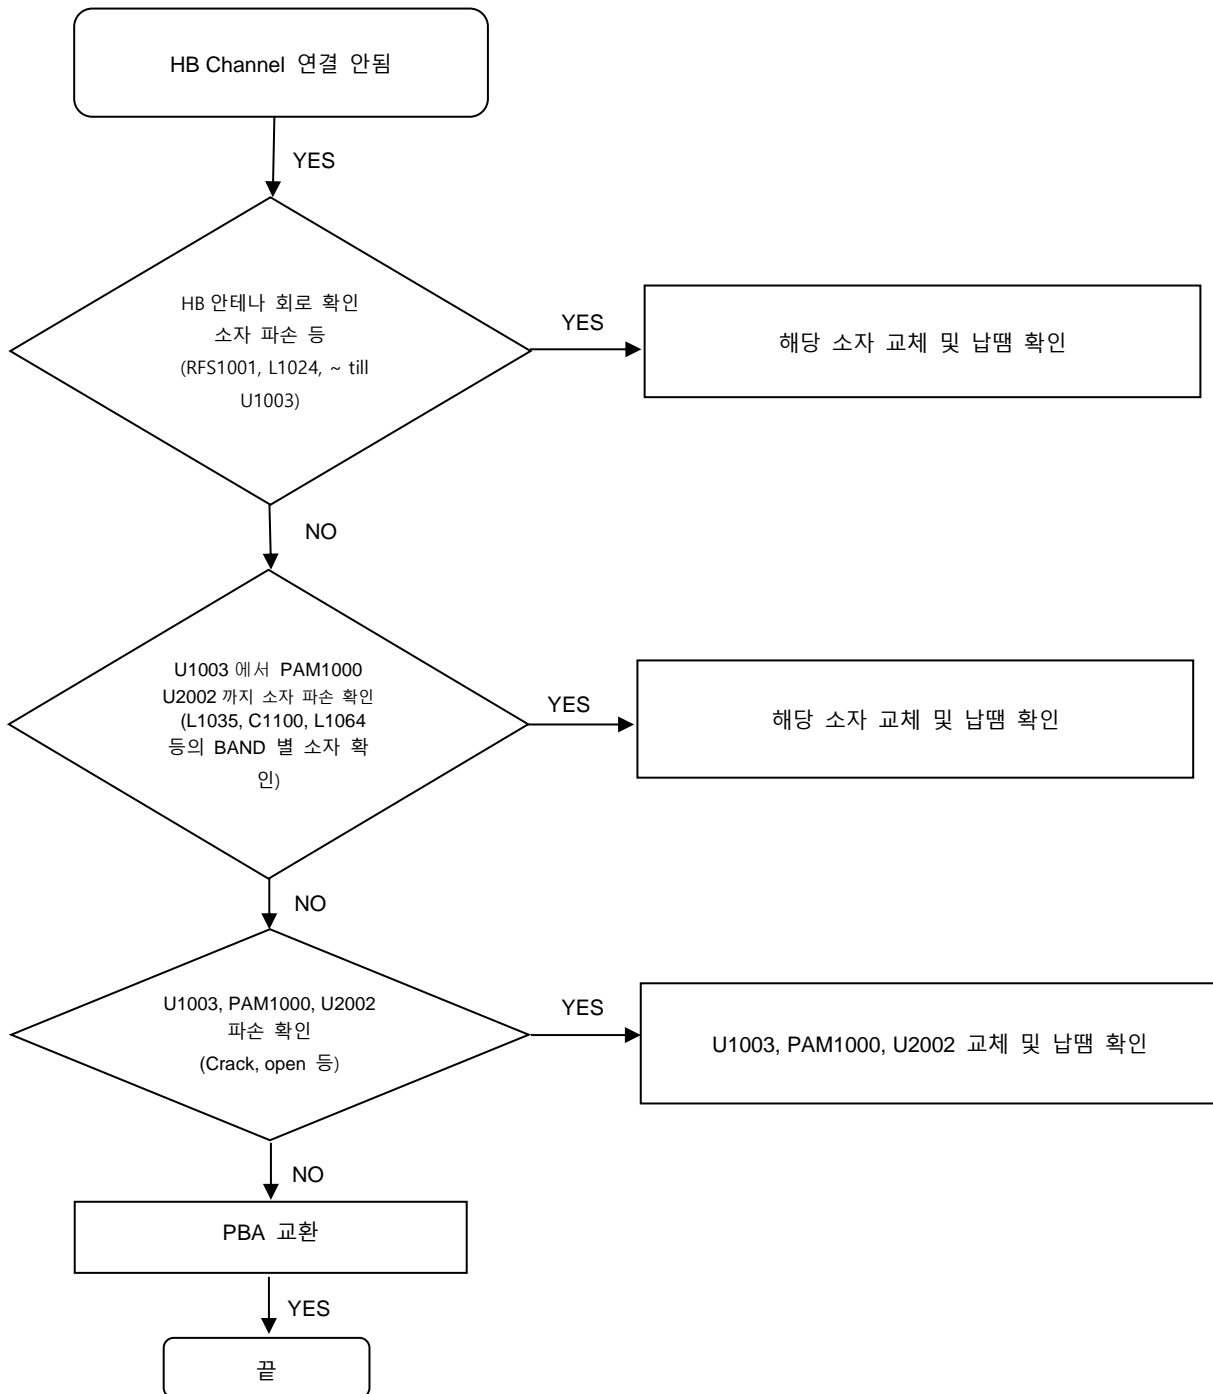 HB Channel 연결 안됨
YES
HB 안테나 회로 확인
소자 파손 등
(RFS1001, L1024, ~ till
U1003)
YES
해당 소자 교체 및 납땜 확인
NO
U1003 에서 PAM1000
U2002 까지 소자 파손 확인
(L1035, C1100, L1064
등의 BAND 별 소자 확
인)
YES
해당 소자 교체 및 납땜 확인
NO
U1003, PAM1000, U2002
파손 확인
(Crack, open 등)
YES
U1003, PAM1000, U2002 교체 및 납땜 확인
NO
PBA 교환
YES
끝